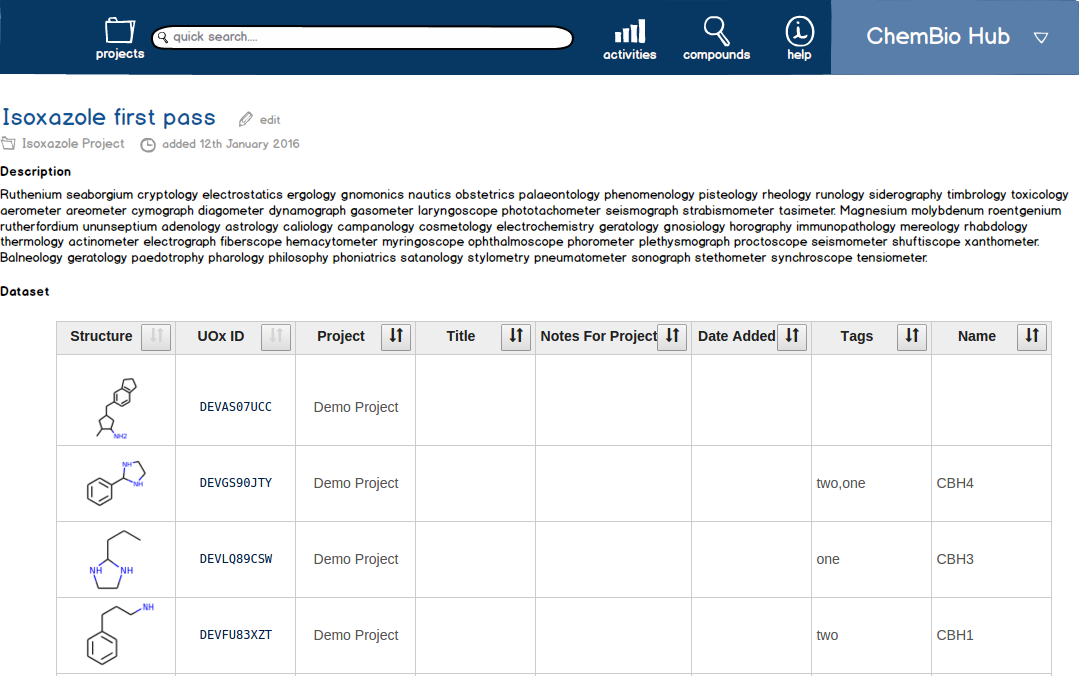 projects
quick search....
activities
compounds
help
ChemBio Hub
Isoxazole first pass
edit
Isoxazole Project
added 12th January 2016
Description
Ruthenium seaborgium cryptology electrostatics ergology gnomonics nautics obstetrics palaeontology phenomenology pisteology rheology runology siderography timbrology toxicology
aerometer areometer cymograph diagometer dynamograph gasometer laryngoscope phototachometer seismograph strabismometer tasimeter. Magnesium molybdenum roentgenium
rutherfordium ununseptium adenology astrology caliology campanology cosmetology electrochemistry geratology gnosiology horography immunopathology mereology rhabdology
thermology actinometer electrograph fiberscope hemacytometer myringoscope ophthalmoscope phorometer plethysmograph proctoscope seismometer shuftiscope xanthometer.
Balneology geratology paedotrophy pharology philosophy phoniatrics satanology stylometry pneumatometer sonograph stethometer synchroscope tensiometer.
Dataset
Structure UOx ID Project Title Notes For Project Date Added Tags Name
NH2
DEVAS07UCC Demo Project
NH
NH
DEVGS90JTY Demo Project two,one CBH4
NH NH
DEVLQ89CSW Demo Project one CBH3
NH
DEVFU83XZT Demo Project two CBH1